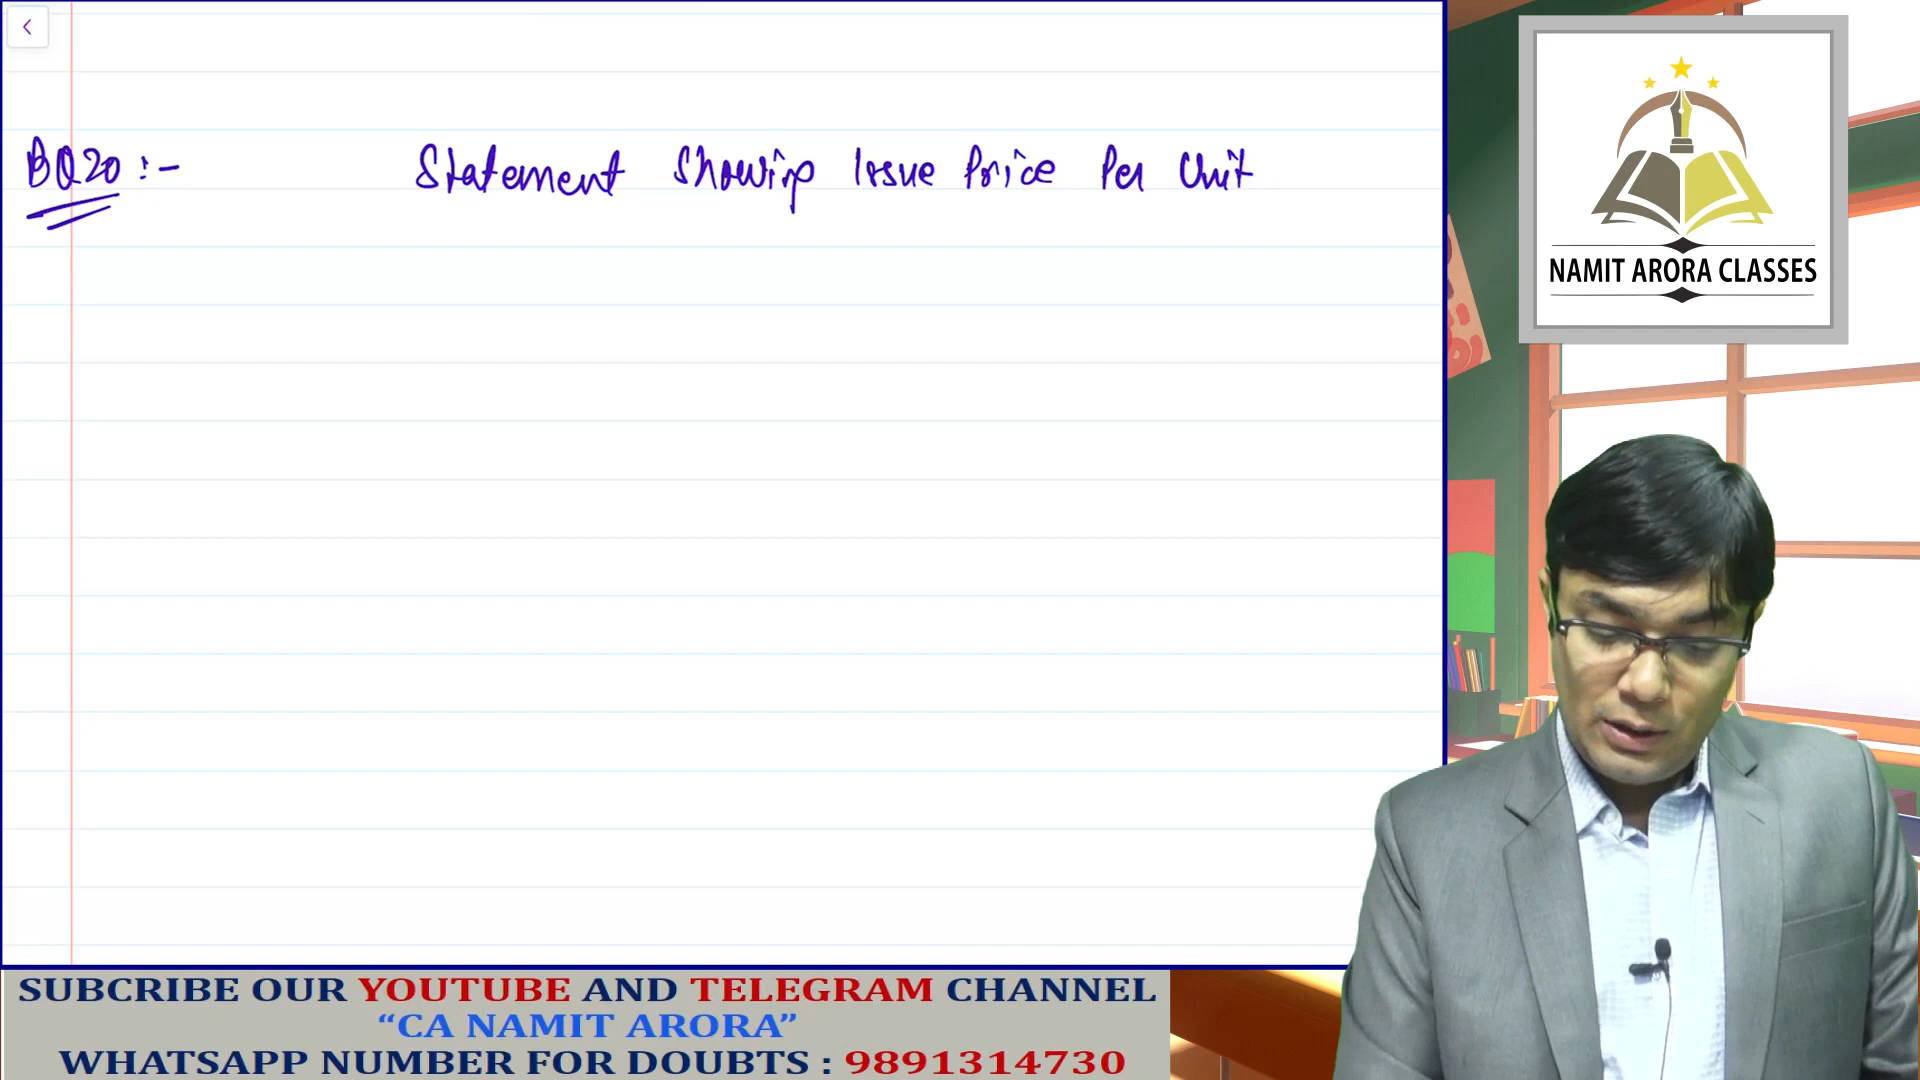 BQ20 :- Statement Showing Issue Price Per Unit
NAMIT ARORA CLASSES
SUBCRIBE OUR YOUTUBE AND TELEGRAM CHANNEL
“CA NAMIT ARORA”
WHATSAPP NUMBER FOR DOUBTS : 9891314730